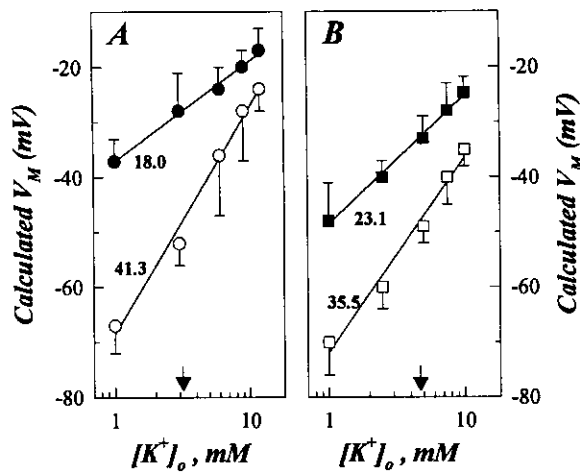 A
B
-20
-40
-60
-80
-20
-40
-60
-80
18.0
41.3
23.1
35.5
Calculated V_M (mV)
Calculated V_M (mV)
1
10
1
10
[K⁺]ₒ , mM
[K⁺]ₒ , mM